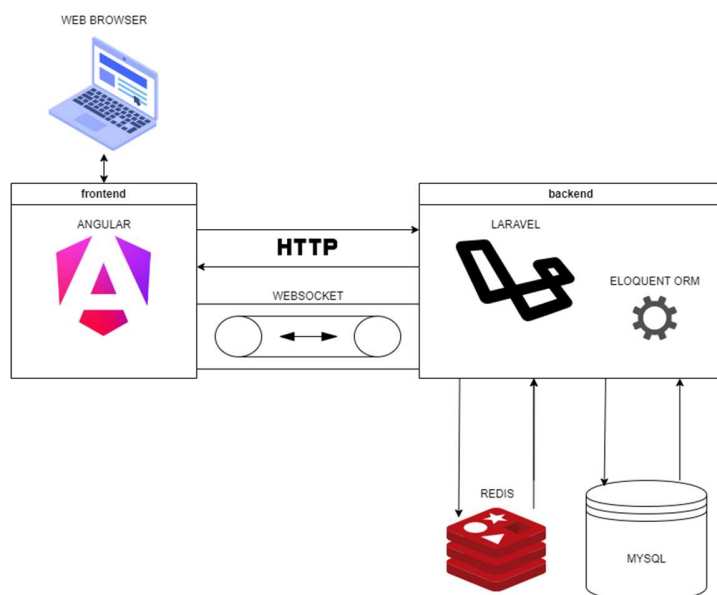 WEB BROWSER
frontend
backend
ANGULAR
LARAVEL
HTTP
ELOQUENT ORM
WEBSOCKET
REDIS
MYSQL